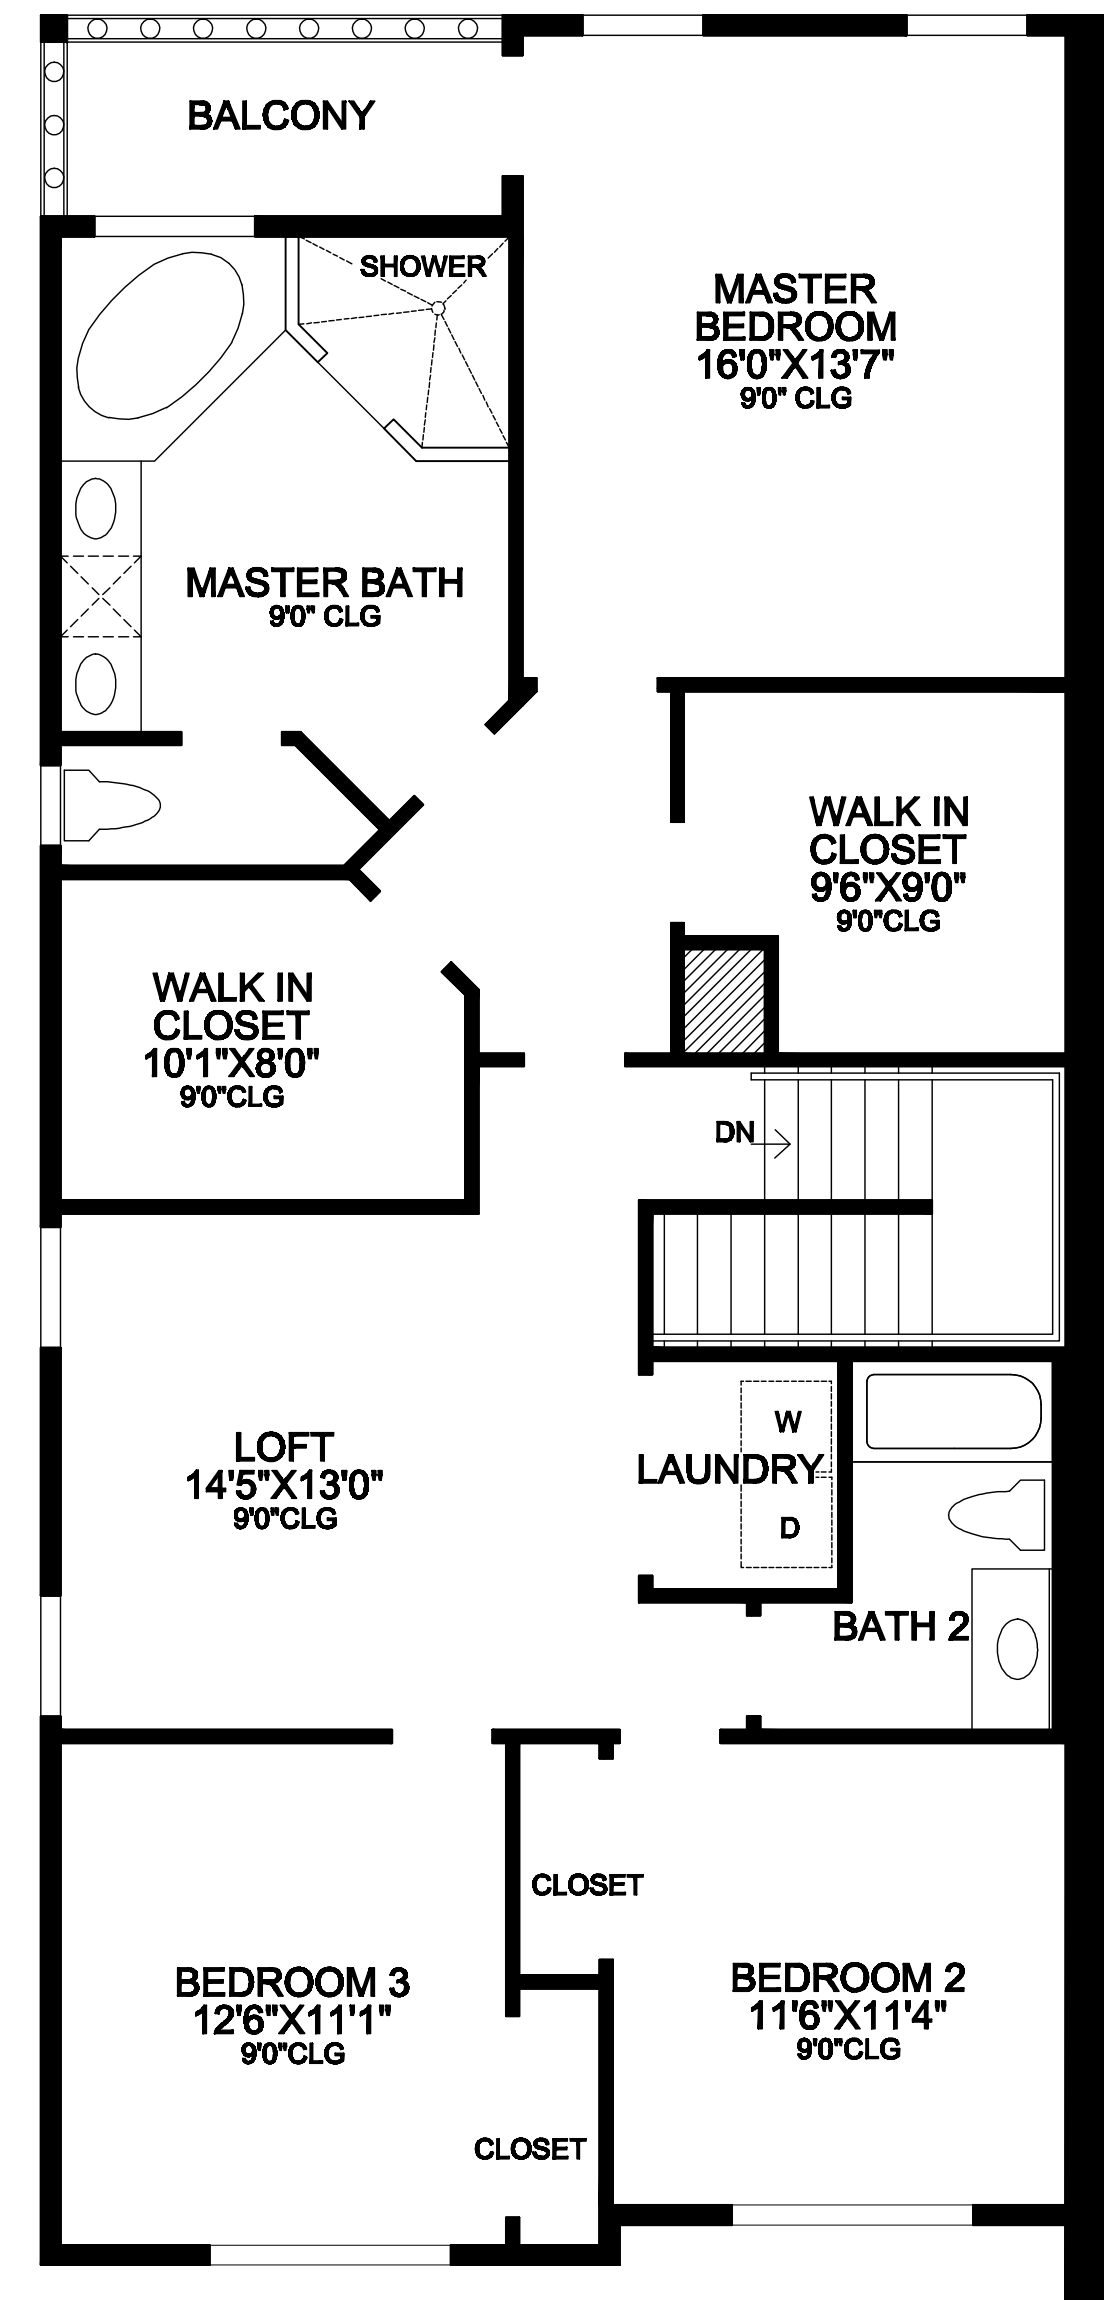 BALCONY
SHOWER
MASTER
BEDROOM
16'0"X13'7"
9'0" CLG
MASTER BATH
9'0" CLG
WALK IN
CLOSET
9'6"X9'0"
9'0"CLG
WALK IN
CLOSET
10'1"X8'0"
9'0"CLG
DN
LOFT
14'5"X13'0"
9'0"CLG
W
LAUNDRY
D
BATH 2
CLOSET
BEDROOM 3
12'6"X11'1"
9'0"CLG
BEDROOM 2
11'6"X11'4"
9'0"CLG
CLOSET